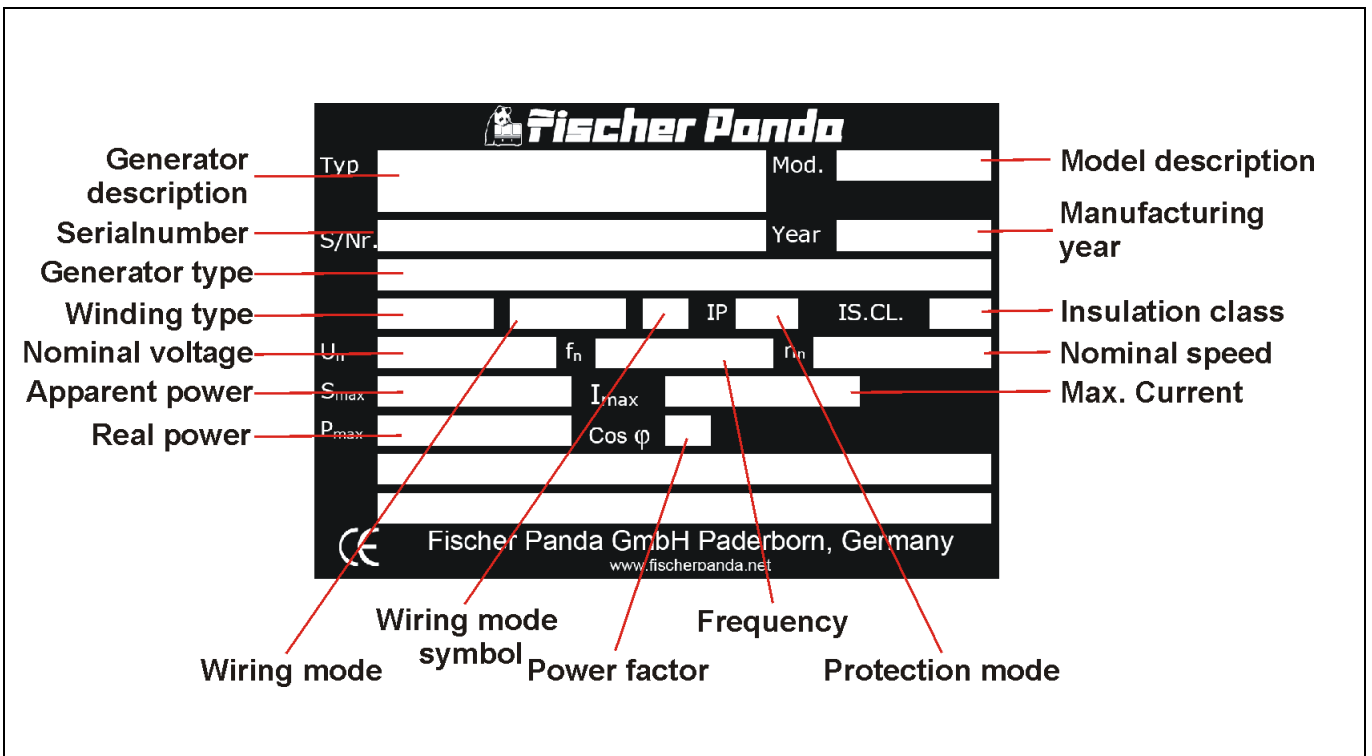 Fischer Panda
Generator description
Typ
Mod.
Model description
Serialnumber
S/Nr.
Year
Manufacturing year
Generator type
Winding type
IP
IS.CL.
Insulation class
Nominal voltage
Un
fn
nn
Nominal speed
Apparent power
Smax
Imax
Max. Current
Real power
Pmax
Cos φ
CE
Fischer Panda GmbH Paderborn, Germany
www.fischerpanda.net
Wiring mode
Wiring mode symbol
Power factor
Frequency
Protection mode